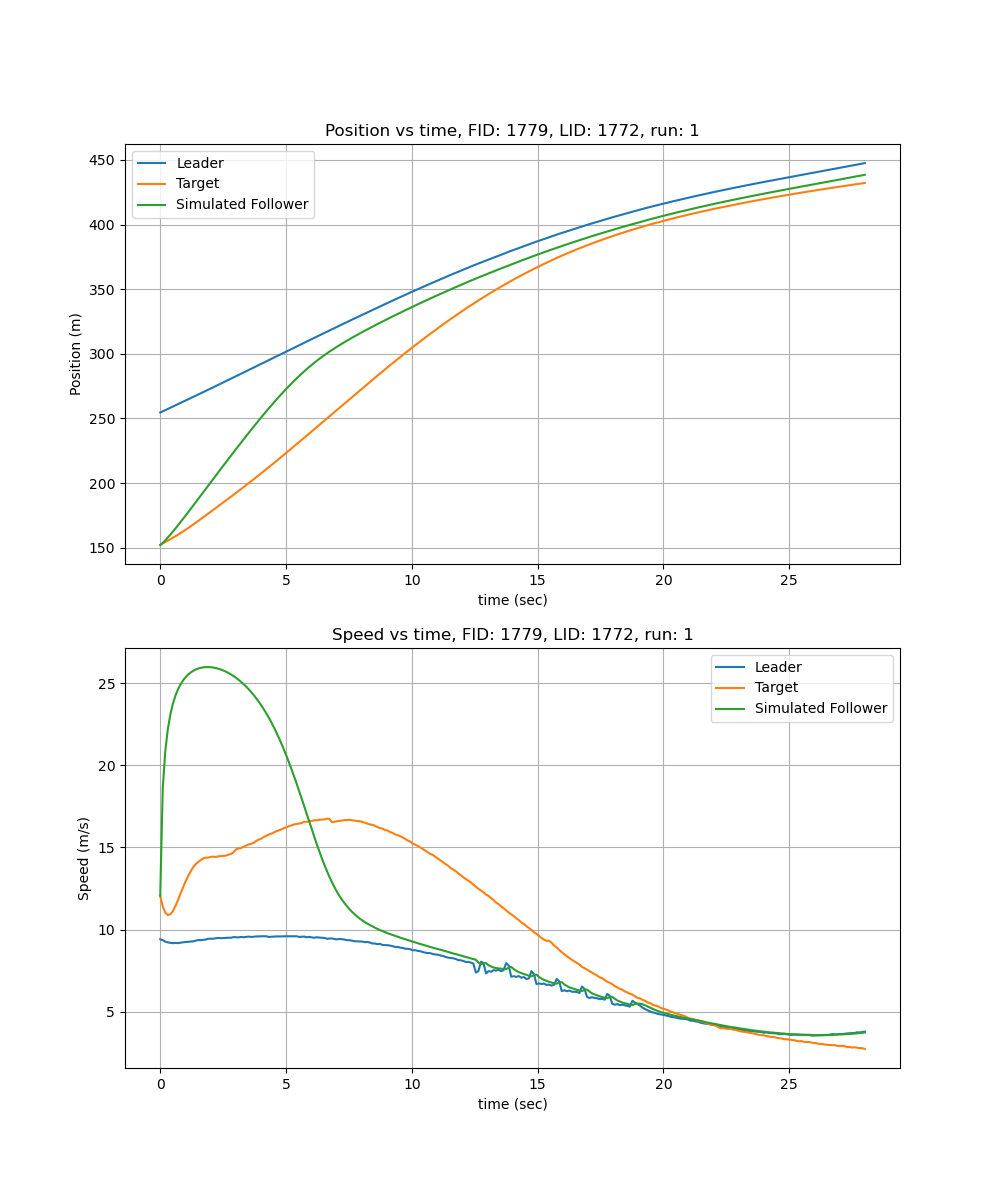 Position vs time, FID: 1779, LID: 1772, run: 1
Leader
Target
Simulated Follower
450
400
350
300
250
200
150
Position (m)
0 5 10 15 20 25
time (sec)
Speed vs time, FID: 1779, LID: 1772, run: 1
Leader
Target
Simulated Follower
25
20
15
10
5
Speed (m/s)
0 5 10 15 20 25
time (sec)